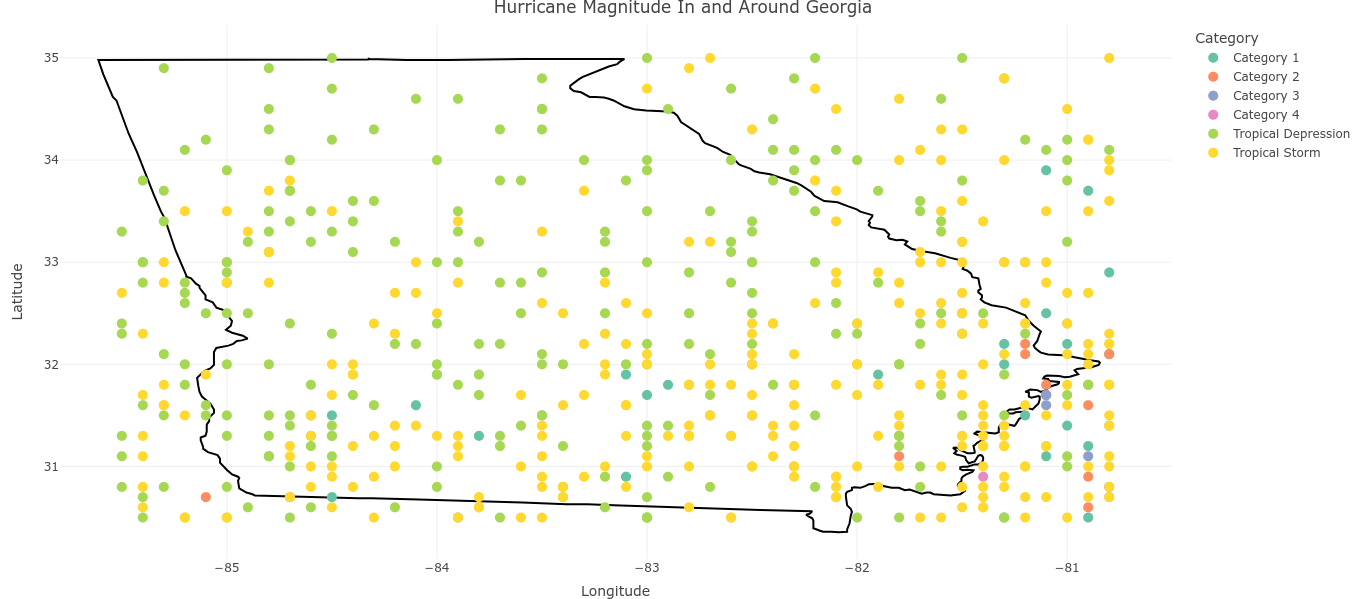 Hurricane Magnitude In and Around Georgia
Category
Category 1
Category 2
Category 3
Category 4
Tropical Depression
Tropical Storm
35
34
33
32
31
Latitude
−85
−84
−83
−82
−81
Longitude